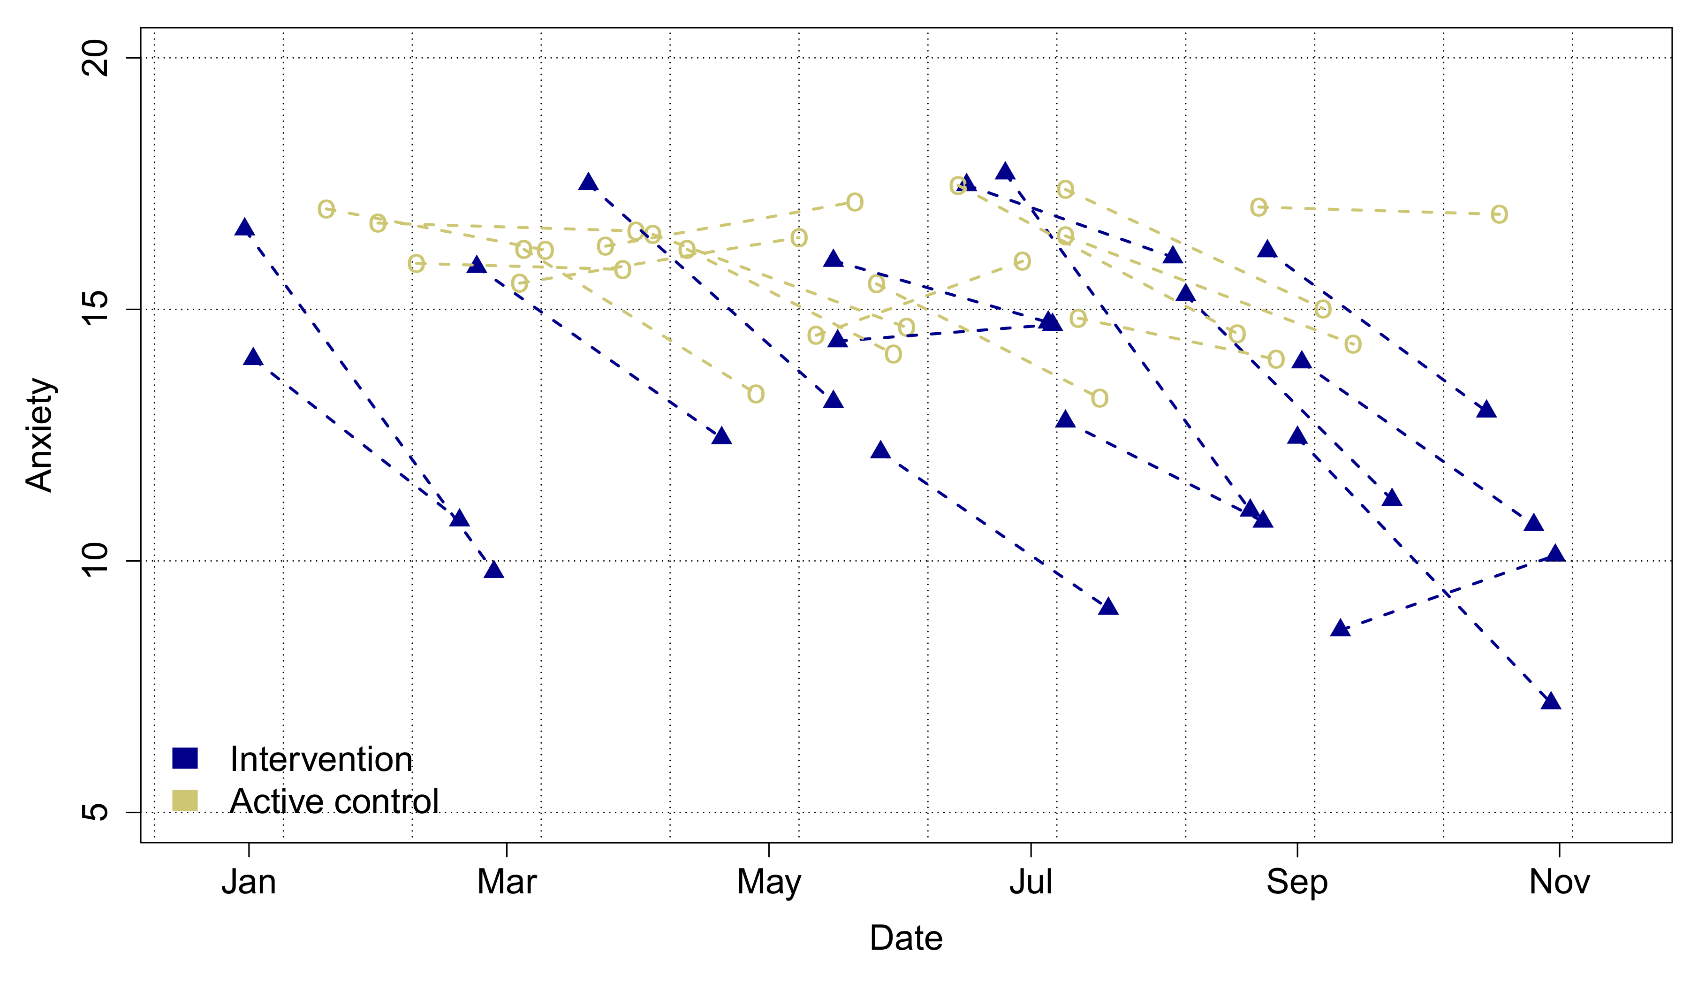 20
15
10
5
Anxiety
Intervention
Active control
Jan Mar May Jul Sep Nov
Date